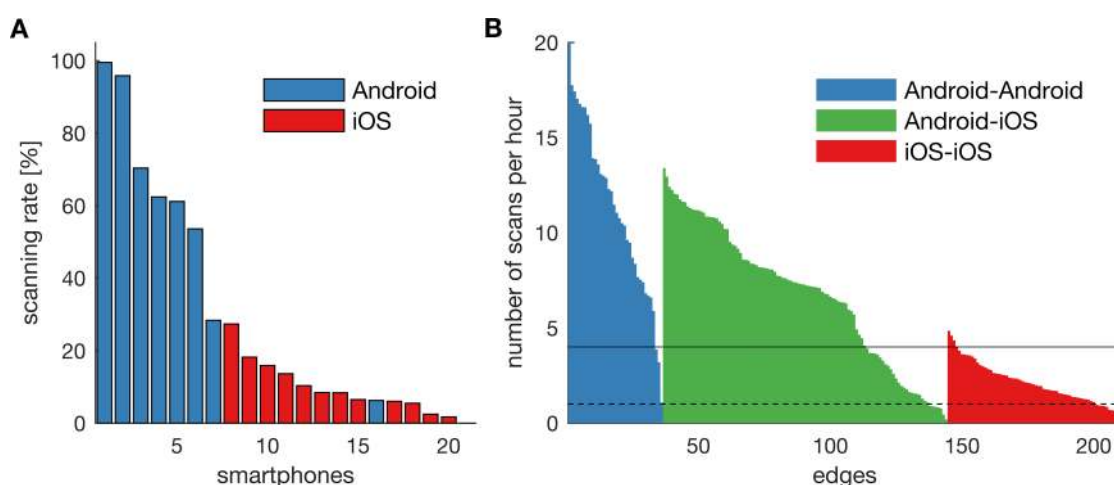 A
scanning rate [%]
100
80
60
40
20
0
Android
iOS
5
10
15
20
smartphones
B
number of scans per hour
20
15
10
5
0
Android-Android
Android-iOS
iOS-iOS
50
100
150
200
edges